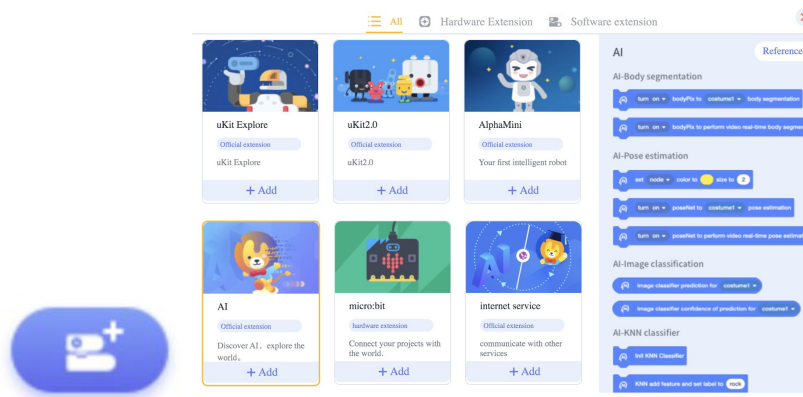 All
Hardware Extension
Software extension
uKit Explore
Official extension
uKit Explore
+ Add
uKit2.0
Official extension
uKit2.0
+ Add
AlphaMini
Official extension
Your first intelligent robot
+ Add
AI
Official extension
Discover AI，explore the
world。
+ Add
micro:bit
hardware extension
Connect your projects with
the world.
+ Add
internet service
Official extension
communicate with other
services
+ Add
AI
Reference
AI-Body segmentation
turn on bodyPix to costume1 body segmentation
turn on bodyPix to perform video real-time body segmen
AI-Pose estimation
set node color to size to 2
turn on poseNet to costume1 pose estimation
turn on poseNet to perform video real-time pose estimat
AI-Image classification
image classifier prediction for costume1
image classifier confidence of prediction for costume1
AI-KNN classifier
Init KNN Classifier
KNN add feature and set label to rock